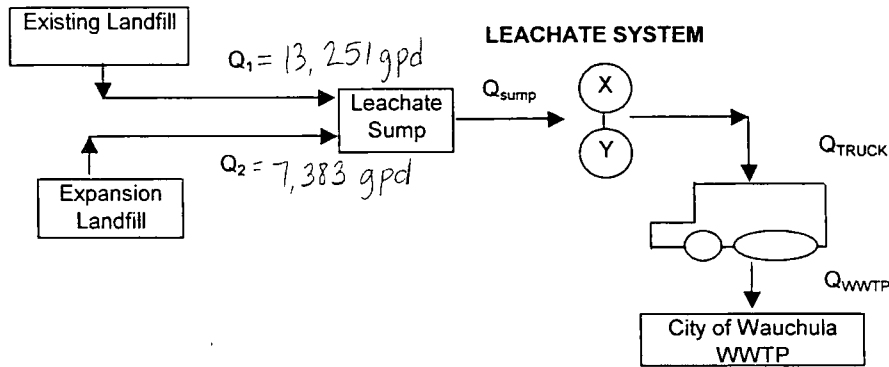 Existing Landfill
LEACHATE SYSTEM
Q1 = 13,251 gpd
Leachate
Sump
Qsump
X
Y
Q2 = 7,383 gpd
Expansion
Landfill
QTRUCK
QWWTP
City of Wauchula
WWTP